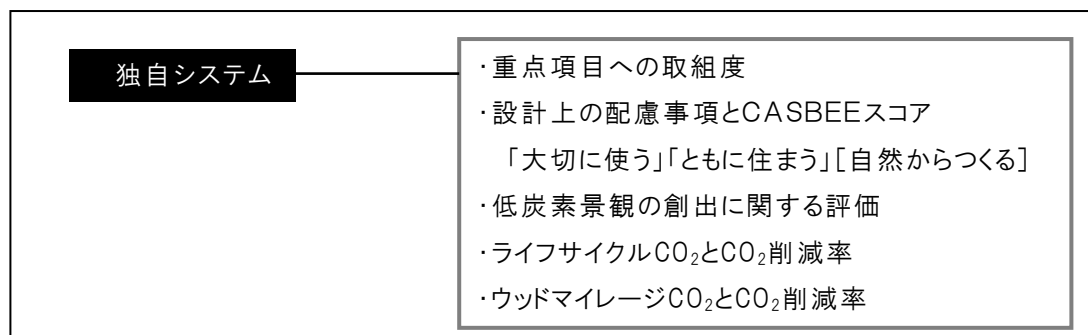 独自システム
・重点項目への取組度
・設計上の配慮事項とCASBEEスコア
「大切に使う」「ともに住まう」[自然からつくる]
・低炭素景観の創出に関する評価
・ライフサイクルCO₂とCO₂削減率
・ウッドマイレージCO₂とCO₂削減率